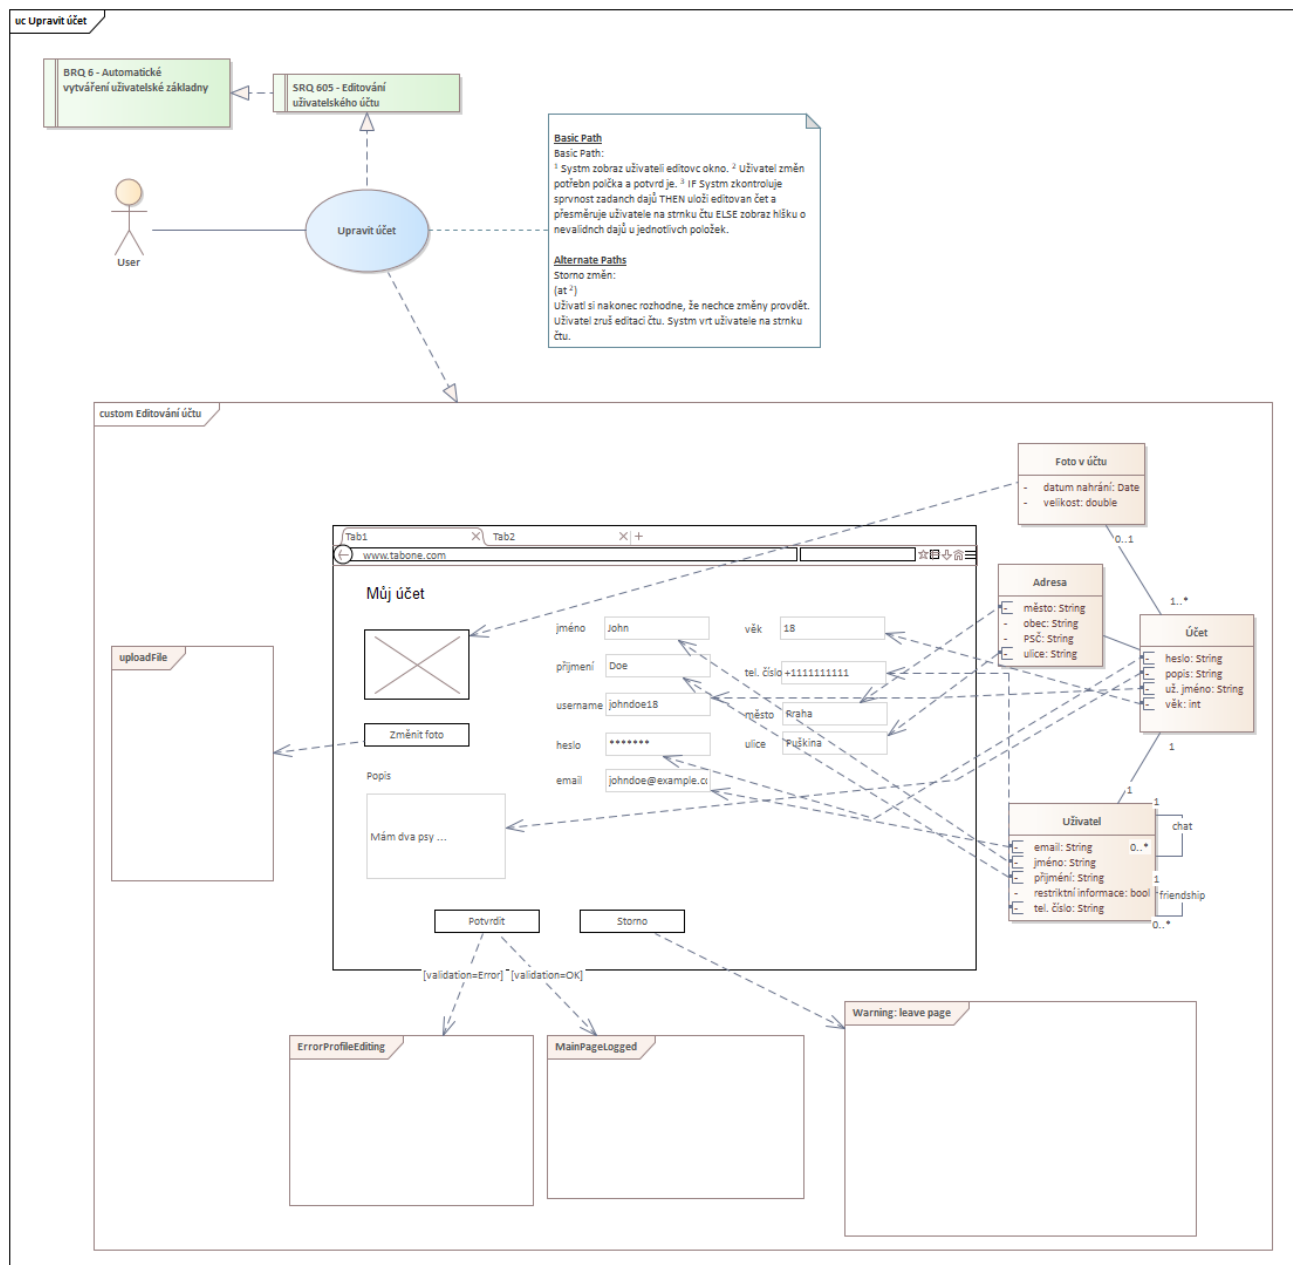 uc Upravit účet
BRQ 6 - Automatické
vytváření uživatelské základny
SRQ 605 - Editování
uživatelského účtu
Basic Path
Basic Path:
1 Systm zobraz uživateli editovc okno. 2 Uživatel změn
potřebn polčka a potvrd je. 3 IF Systm zkontroluje
sprvnost zadanch dajů THEN uloži editovan čet a
přesměruje uživatele na strnku čtu ELSE zobraz hlšku o
nevalidnch dajů u jednotlivch položek.
Alternate Paths
Storno změn:
(at 2)
Uživatl si nakonec rozhodne, že nechce změny provdět.
Uživatel zruš editaci čtu. Systm vrt uživatele na strnku
čtu.
User
Upravit účet
custom Editování účtu
Foto v účtu
- datum nahrání: Date
- velikost: double
0..1
1..*
Tab1
Tab2
www.tabone.com
Můj účet
jméno
John
věk
18
příjmení
Doe
tel. číslo
+1111111111
username
johndoe18
město
Praha
heslo
*******
ulice
Puškina
email
johndoe@example.cc
Změnit foto
Popis
Mám dva psy ...
Potvrdit
Storno
uploadFile
Adresa
- město: String
- obec: String
- PSČ: String
- ulice: String
Účet
- heslo: String
- popis: String
- už. jméno: String
- věk: int
1
1
Uživatel
- email: String
- jméno: String
- příjmení: String
- restriktní informace: bool
- tel. číslo: String
1
chat
0..*
1
friendship
0..*
[validation=Error]
[validation=OK]
ErrorProfileEditing
MainPageLogged
Warning: leave page